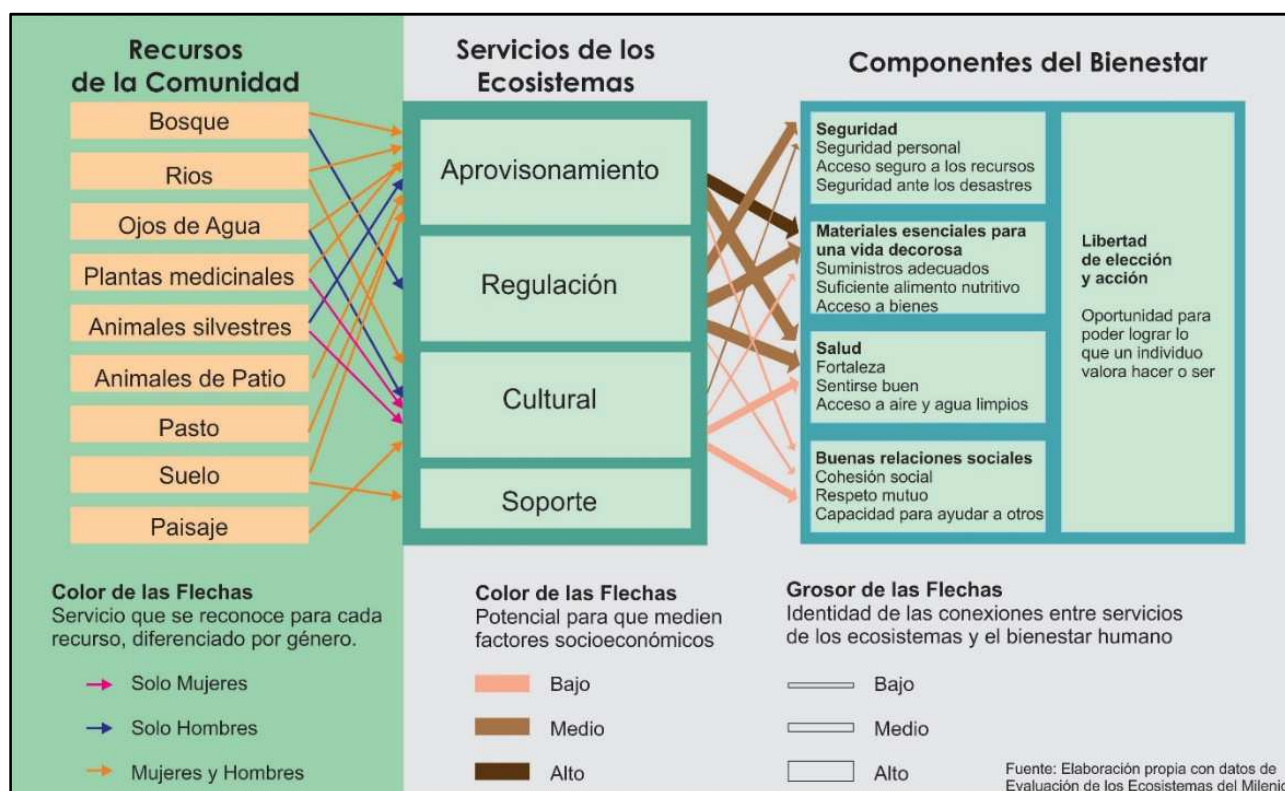 Recursos
de la Comunidad
Bosque
Rios
Ojos de Agua
Plantas medicinales
Animales silvestres
Animales de Patio
Pasto
Suelo
Paisaje
Servicios de los
Ecosistemas
Aprovisonamiento
Regulación
Cultural
Soporte
Componentes del Bienestar
Seguridad
Seguridad personal
Acceso seguro a los recursos
Seguridad ante los desastres
Materiales esenciales para
una vida decorosa
Suministros adecuados
Suficiente alimento nutritivo
Acceso a bienes
Salud
Fortaleza
Sentirse buen
Acceso a aire y agua limpios
Buenas relaciones sociales
Cohesión social
Respeto mutuo
Capacidad para ayudar a otros
Libertad
de elección
y acción
Oportunidad para
poder lograr lo
que un individuo
valora hacer o ser
Color de las Flechas
Servicio que se reconoce para cada
recurso, diferenciado por género.
Solo Mujeres
Solo Hombres
Mujeres y Hombres
Color de las Flechas
Potencial para que medien
factores socioeconómicos
Bajo
Medio
Alto
Grosor de las Flechas
Identidad de las conexiones entre servicios
de los ecosistemas y el bienestar humano
Bajo
Medio
Alto
Fuente: Elaboración propia con datos de
Evaluación de los Ecosistemas del Milenio